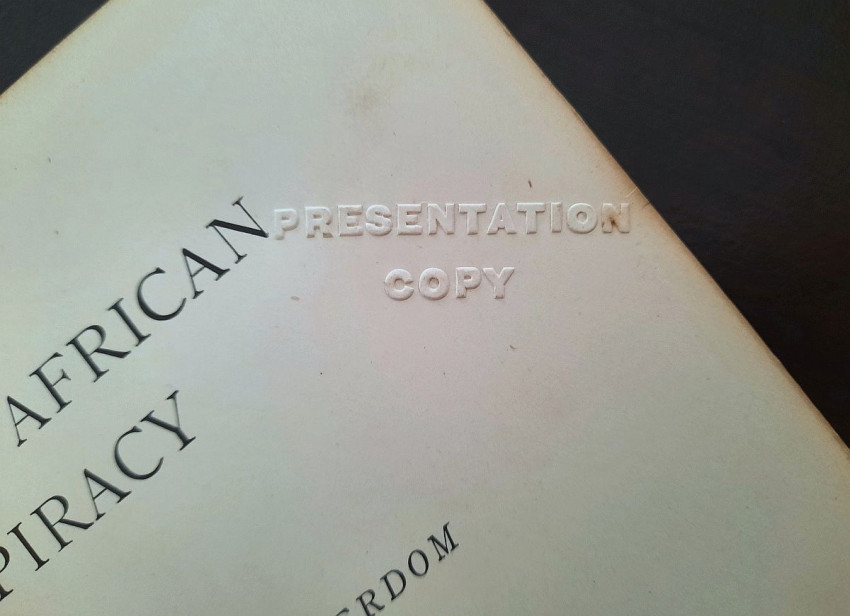 PRESENTATION
COPY
AFRICAN
PIRACY
ERDOM